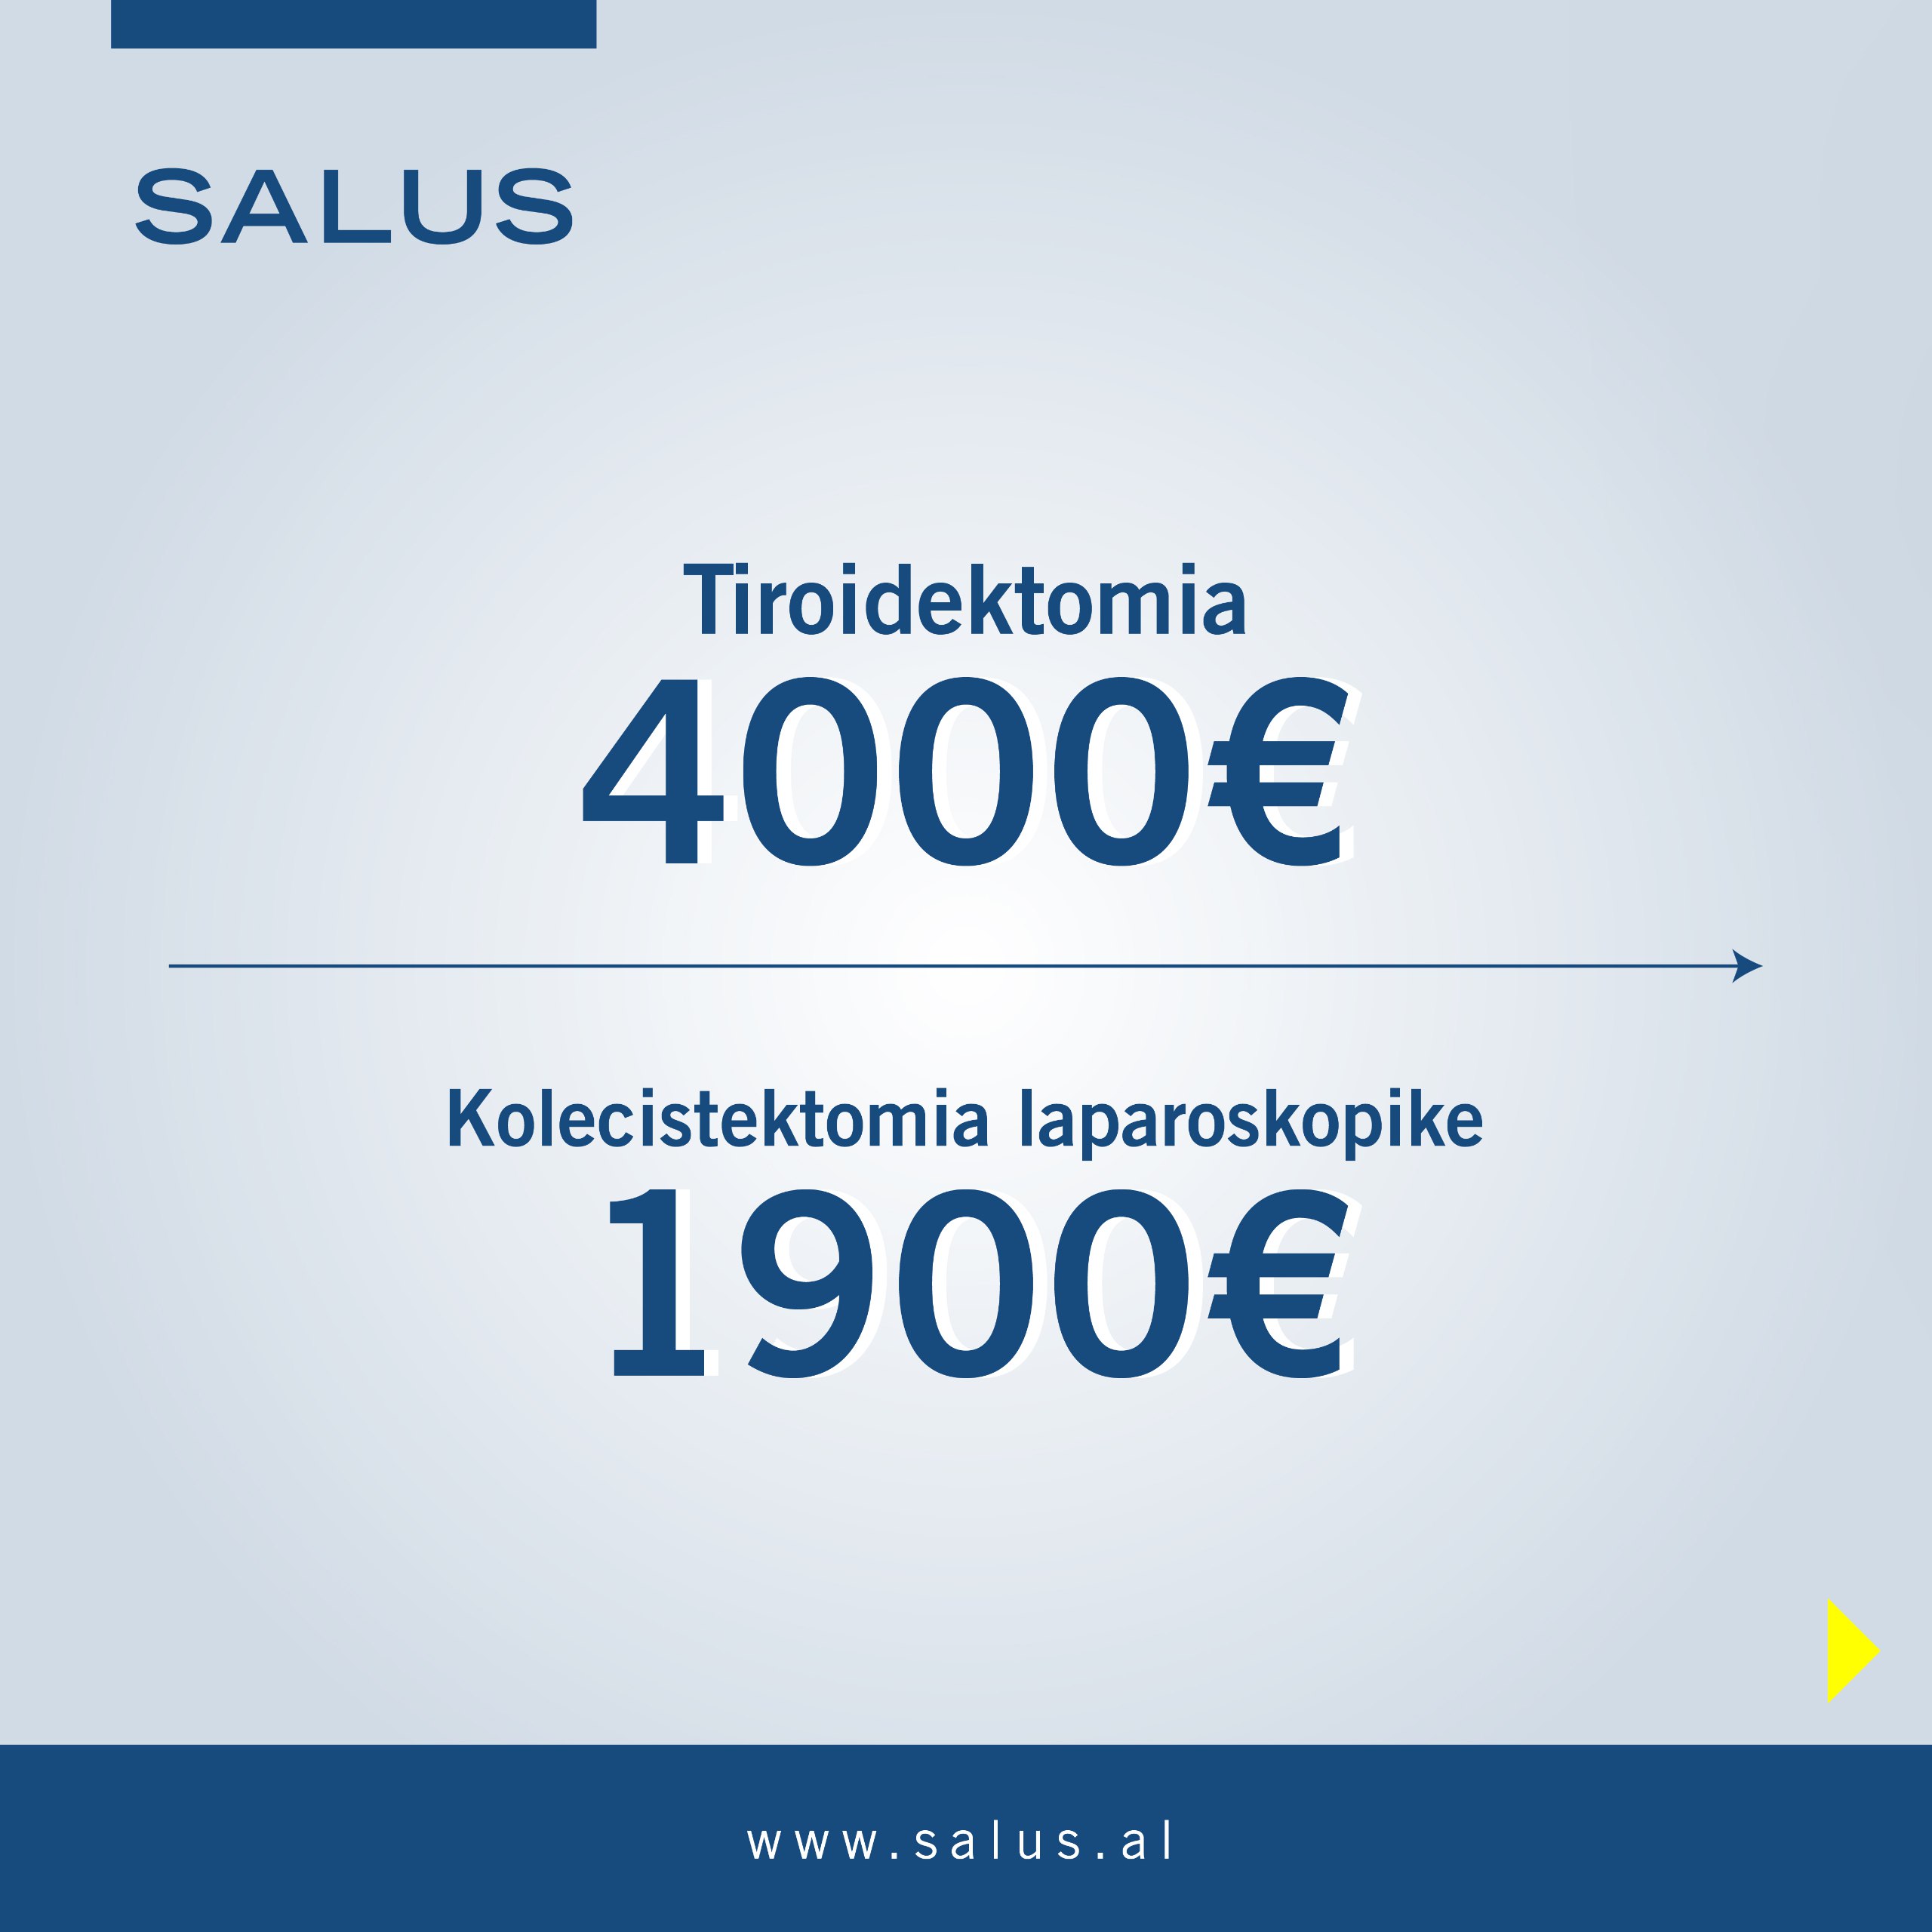 SALUS
Tiroidektomia
4000€
Kolecistektomia laparoskopike
1900€
www.salus.al